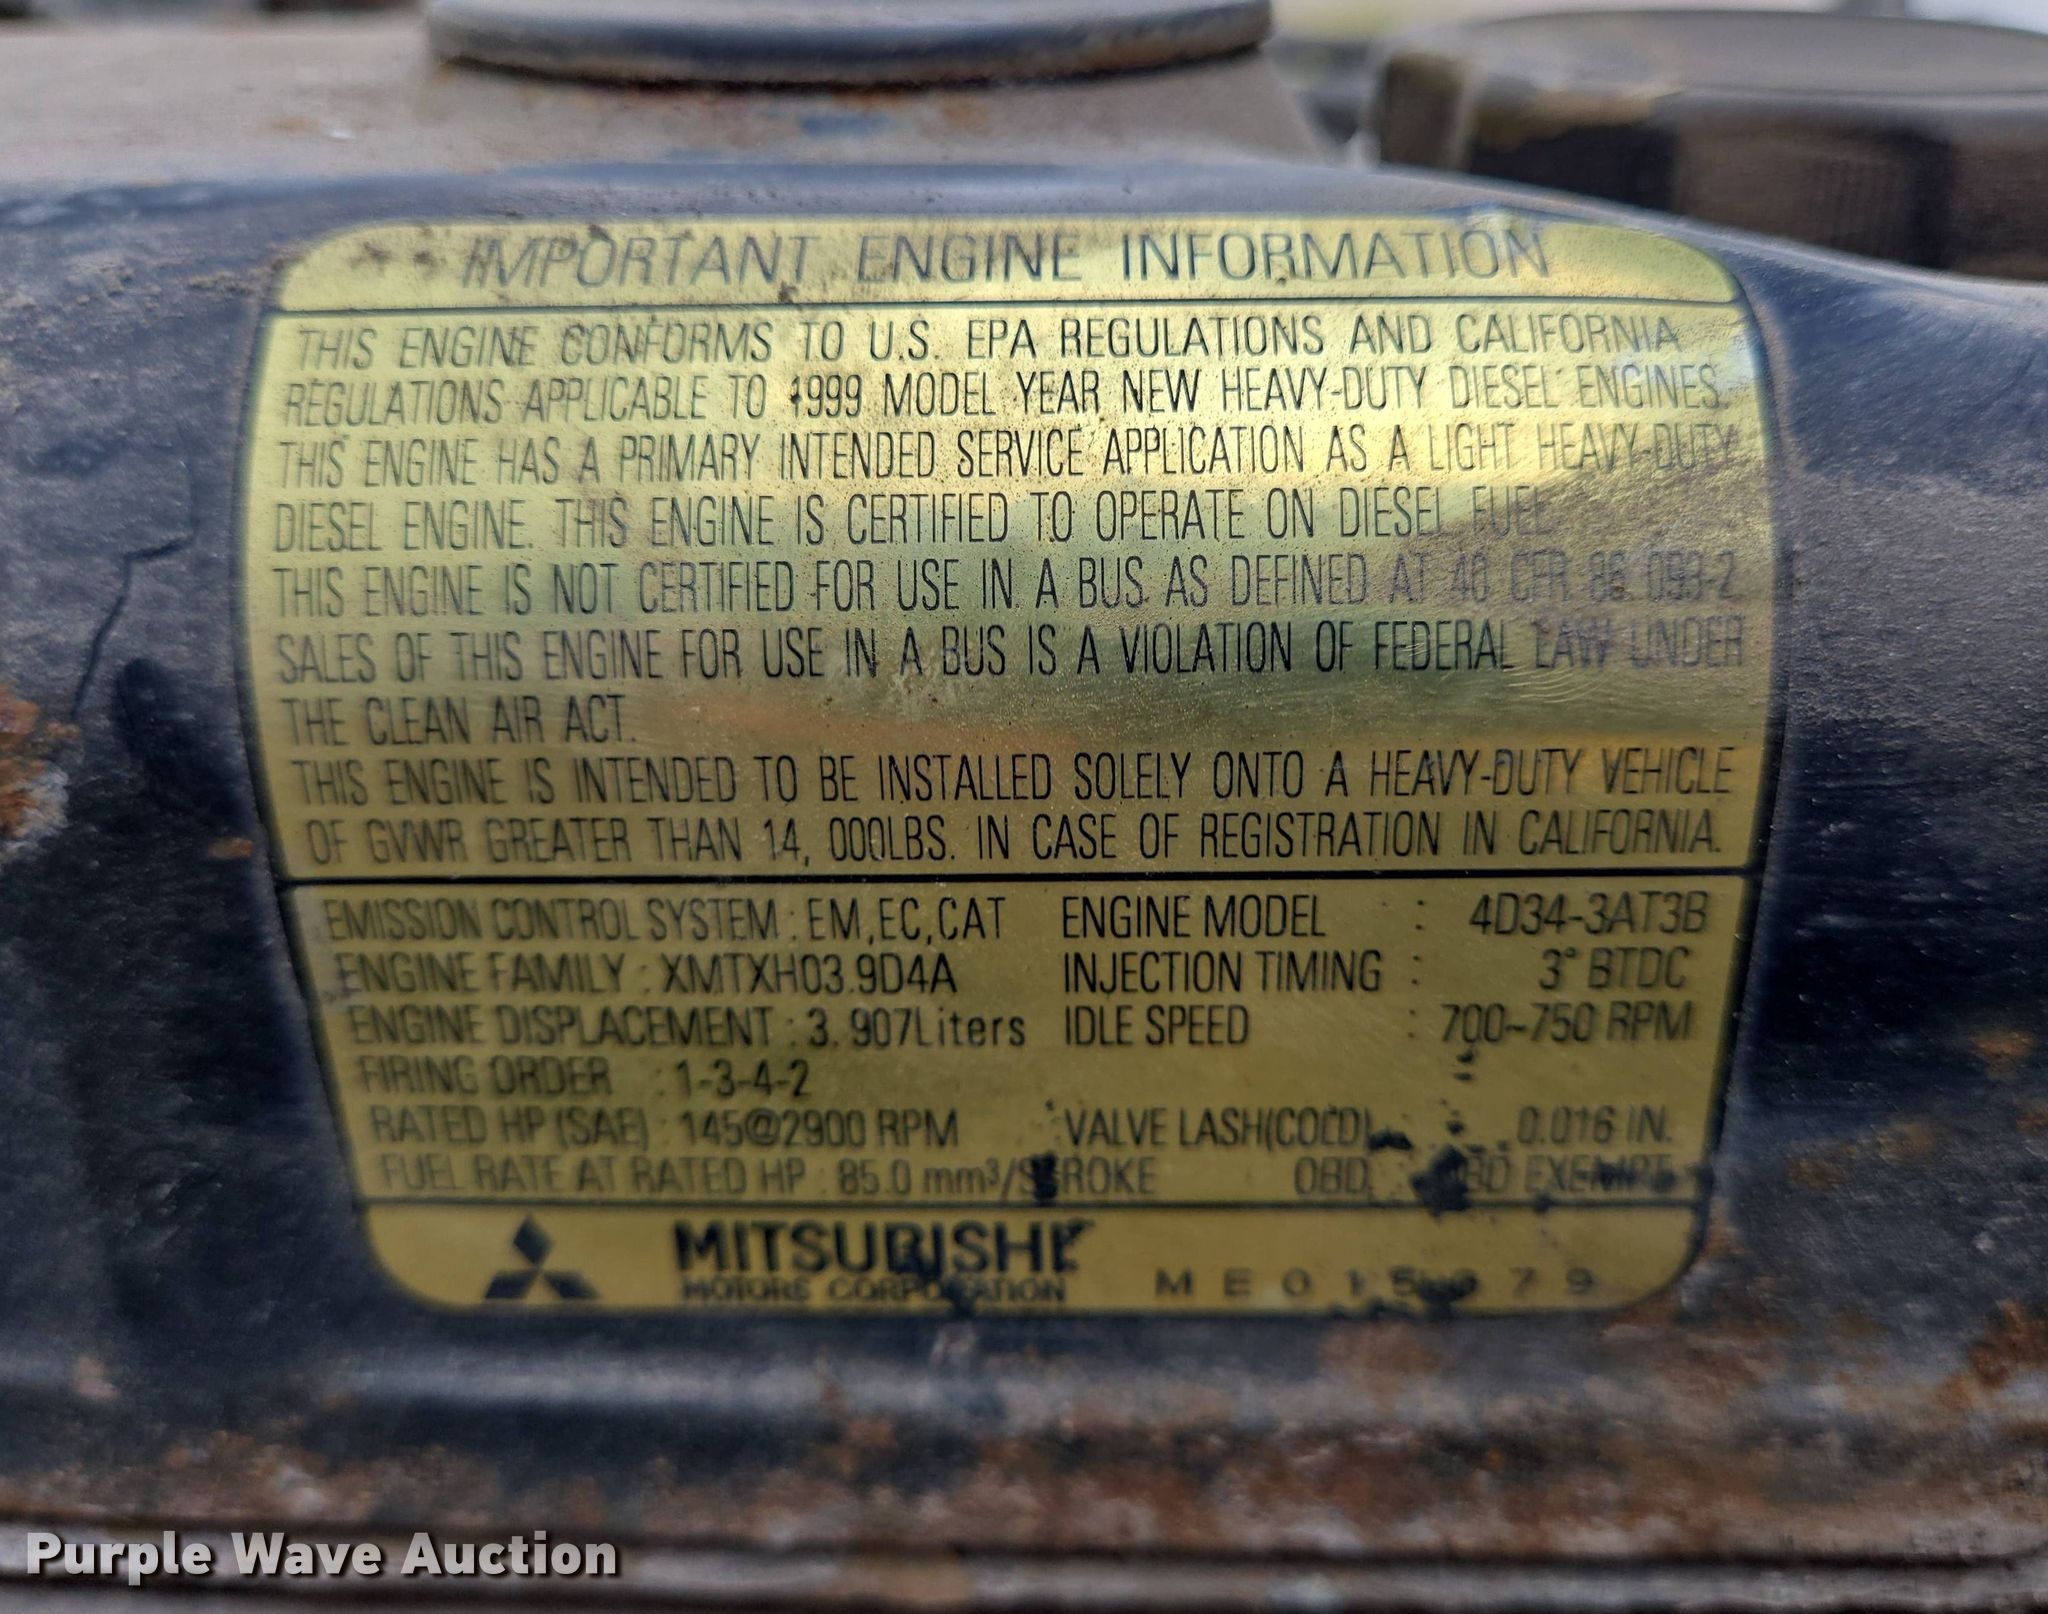 IMPORTANT ENGINE INFORMATION
THIS ENGINE CONFORMS TO U.S. EPA REGULATIONS AND CALIFORNIA
REGULATIONS APPLICABLE TO 1999 MODEL YEAR NEW HEAVY-DUTY DIESEL ENGINES.
THIS ENGINE HAS A PRIMARY INTENDED SERVICE APPLICATION AS A LIGHT HEAVY-DUTY
DIESEL ENGINE. THIS ENGINE IS CERTIFIED TO OPERATE ON DIESEL FUEL
THIS ENGINE IS NOT CERTIFIED FOR USE IN A BUS AS DEFINED AT 40 CFR 86 093-2
SALES OF THIS ENGINE FOR USE IN A BUS IS A VIOLATION OF FEDERAL LAW UNDER
THE CLEAN AIR ACT.
THIS ENGINE IS INTENDED TO BE INSTALLED SOLELY ONTO A HEAVY-DUTY VEHICLE
OF GVWR GREATER THAN 14, 000LBS. IN CASE OF REGISTRATION IN CALIFORNIA.
EMISSION CONTROL SYSTEM : EM,EC,CAT ENGINE MODEL : 4D34-3AT3B
ENGINE FAMILY : XMTXH03.9D4A INJECTION TIMING : 3° BTDC
ENGINE DISPLACEMENT : 3.907Liters IDLE SPEED : 700~750 RPM
FIRING ORDER : 1-3-4-2
RATED HP (SAE) : 145@2900 RPM VALVE LASH(COLD) 0.016 IN.
FUEL RATE AT RATED HP : 85.0 mm³/STROKE OBD OBD EXEMPT
MITSUBISHI
MOTORS CORPORATION
Purple Wave Auction